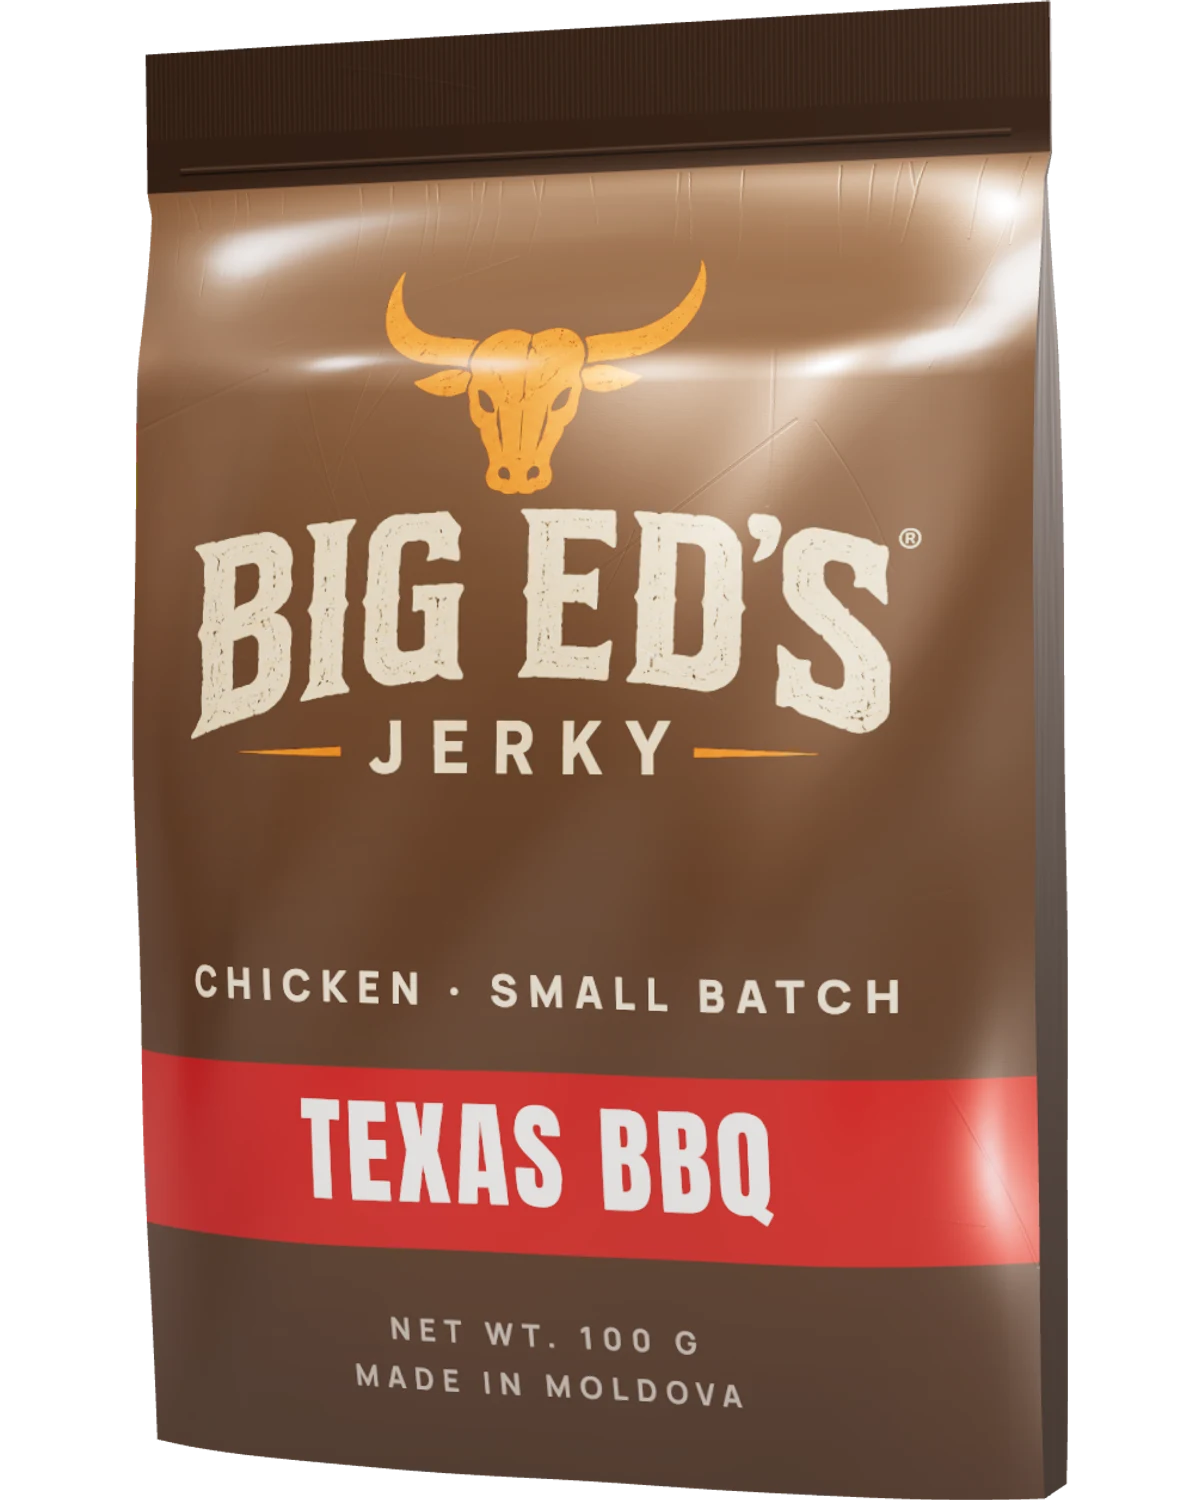 BIG ED'S®
JERKY
CHICKEN · SMALL BATCH
TEXAS BBQ
NET WT. 100 G
MADE IN MOLDOVA